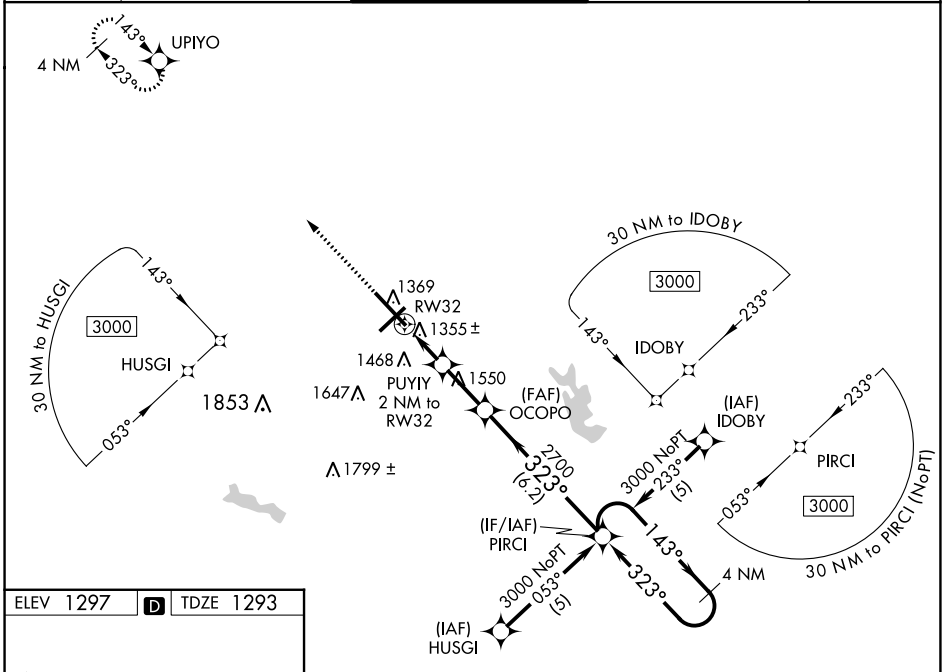 143°
UPIYO
4 NM
323°
30 NM to IDOBY
3000
143°
233°
IDOBY
30 NM to HUSGI
143°
3000
HUSGI
053°
1369
RW32
1355 ±
1468
PUYIY
2 NM to
RW32
1550
1647
1853
(FAF)
OCOPO
1799 ±
2700
323°
(6.2)
(IAF)
IDOBY
3000 NoPT
233°
(5)
233°
PIRCI
053°
3000
30 NM to PIRCI (NoPT)
(IF/IAF)
PIRCI
143°
323°
4 NM
3000 NoPT
053°
(5)
(IAF)
HUSGI
ELEV 1297 D TDZE 1293